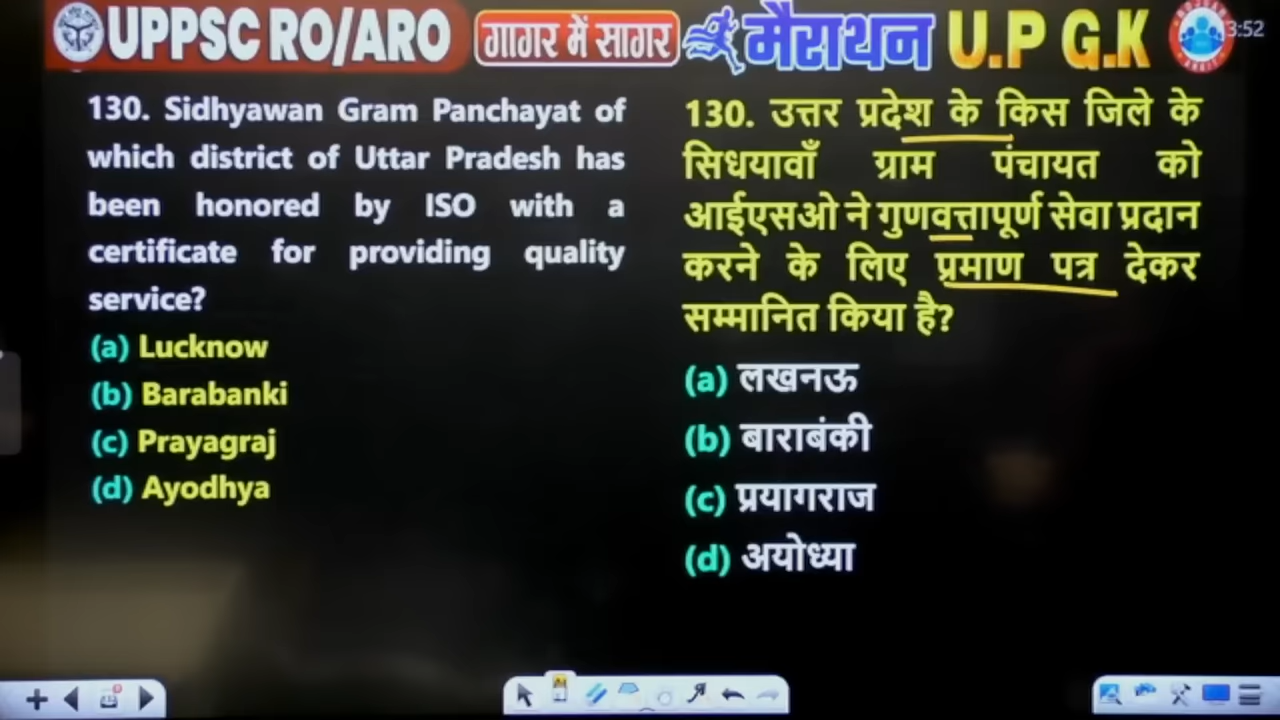 UPPSC RO/ARO गागर में सागर मैराथन U.P G.K
3:52
130. Sidhyawan Gram Panchayat of
which district of Uttar Pradesh has
been honored by ISO with a
certificate for providing quality
service?
(a) Lucknow
(b) Barabanki
(c) Prayagraj
(d) Ayodhya
130. उत्तर प्रदेश के किस जिले के
सिधयावाँ ग्राम पंचायत को
आईएसओ ने गुणवत्तापूर्ण सेवा प्रदान
करने के लिए प्रमाण पत्र देकर
सम्मानित किया है?
(a) लखनऊ
(b) बाराबंकी
(c) प्रयागराज
(d) अयोध्या